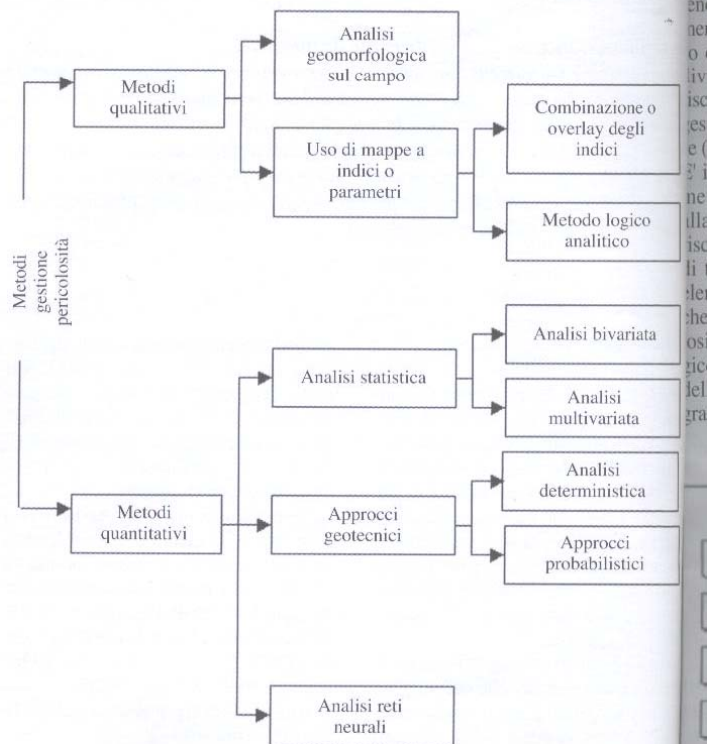 Metodi
gestione
pericolosità
Metodi
qualitativi
Analisi
geomorfologica
sul campo
Uso di mappe a
indici o
parametri
Combinazione o
overlay degli
indici
Metodo logico
analitico
Metodi
quantitativi
Analisi statistica
Analisi bivariata
Analisi
multivariata
Approcci
geotecnici
Analisi
deterministica
Approcci
probabilistici
Analisi reti
neurali